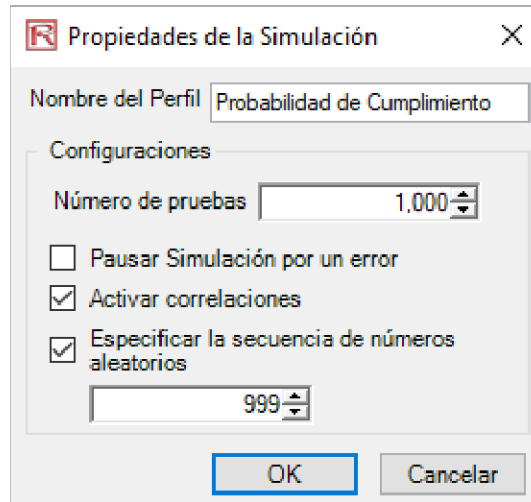 Propiedades de la Simulación
Nombre del Perfil Probabilidad de Cumplimiento
Configuraciones
Número de pruebas 1,000
Pausar Simulación por un error
Activar correlaciones
Especificar la secuencia de números
aleatorios
999
OK Cancelar